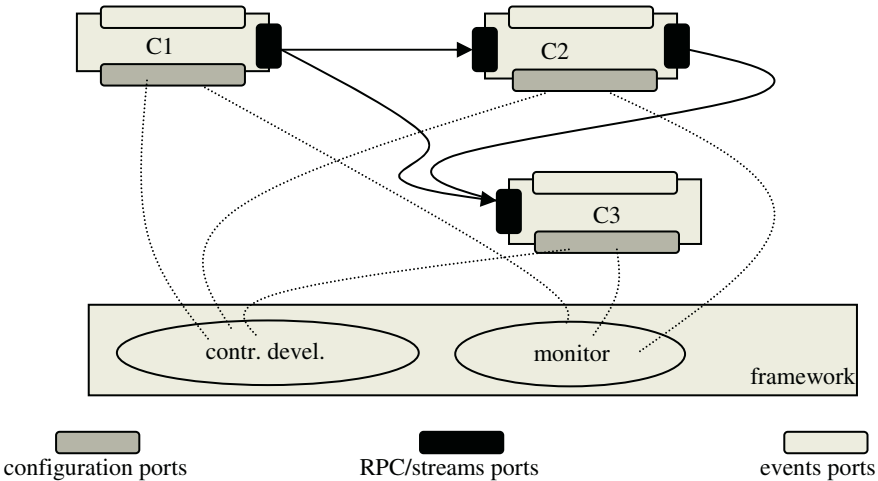 C1
C2
C3
contr. devel.
monitor
framework
configuration ports
RPC/streams ports
events ports